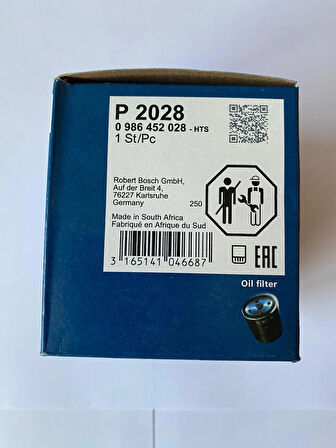 P 2028
0 986 452 028 - HTS
1 St/Pc
Robert Bosch GmbH,
Auf der Breit 4,
76227 Karlsruhe
Germany 250
Made in South Africa
Fabriqué en Afrique du Sud
3 165141 046687
EAC
Oil filter